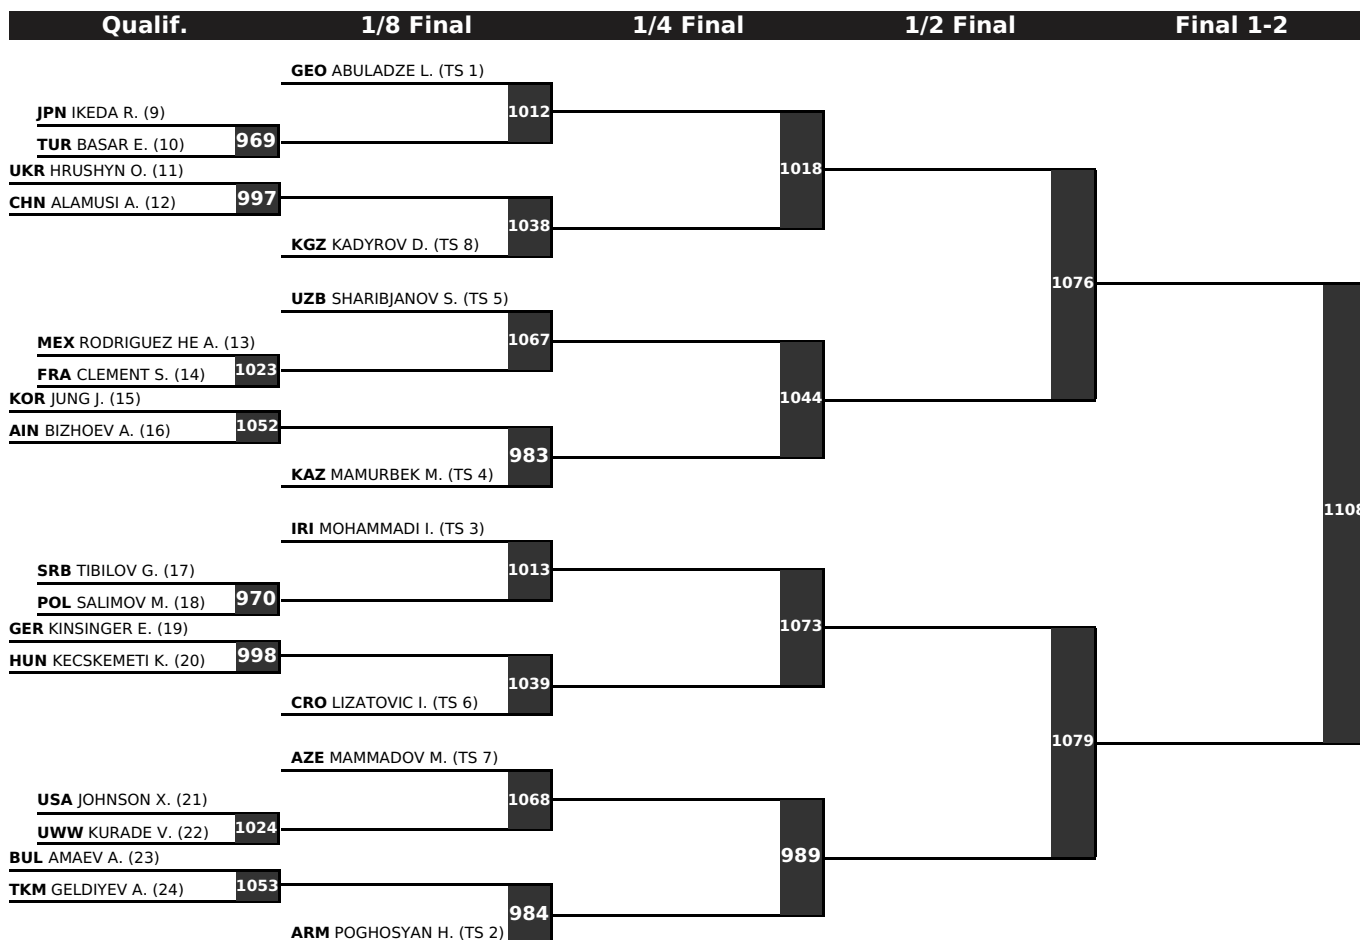 Qualif. 1/8 Final 1/4 Final 1/2 Final Final 1-2
GEO ABULADZE L. (TS 1)
1012
JPN IKEDA R. (9)
969
TUR BASAR E. (10)
UKR HRUSHYN O. (11)
1018
997
CHN ALAMUSI A. (12)
1038
KGZ KADYROV D. (TS 8)
1076
UZB SHARIBJANOV S. (TS 5)
1067
MEX RODRIGUEZ HE A. (13)
1023
FRA CLEMENT S. (14)
KOR JUNG J. (15)
1044
1052
AIN BIZHOEV A. (16)
983
KAZ MAMURBEK M. (TS 4)
1108
IRI MOHAMMADI I. (TS 3)
1013
SRB TIBILOV G. (17)
970
POL SALIMOV M. (18)
GER KINSINGER E. (19)
1073
998
HUN KECSKEMETI K. (20)
1039
CRO LIZATOVIC I. (TS 6)
1079
AZE MAMMADOV M. (TS 7)
1068
USA JOHNSON X. (21)
1024
UWW KURADE V. (22)
BUL AMAEV A. (23)
989
1053
TKM GELDIYEV A. (24)
984
ARM POGHOSYAN H. (TS 2)